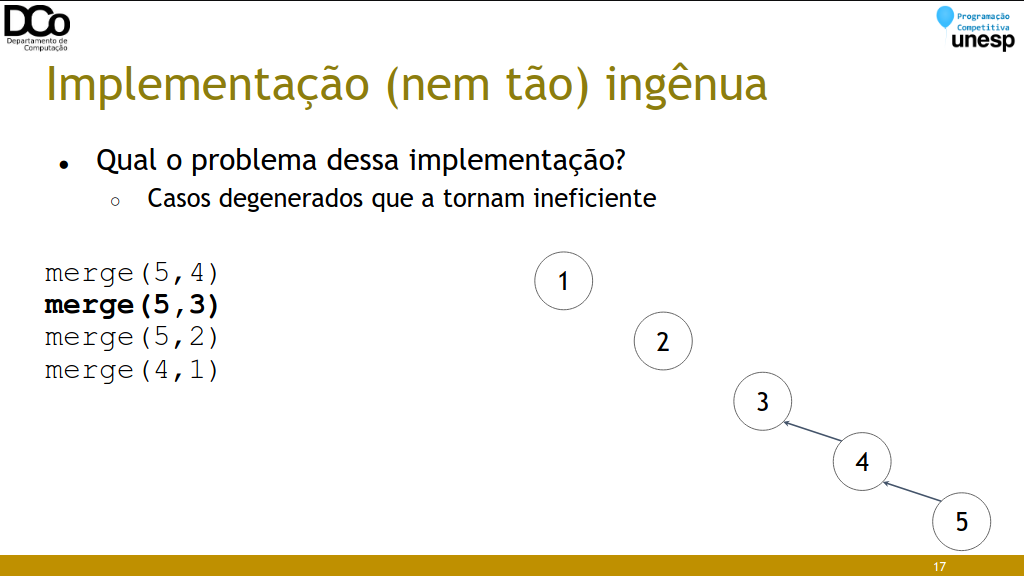 DCo
Departamento de
Computação
Programação
Competitiva
unesp
Implementação (nem tão) ingênua
● Qual o problema dessa implementação?
○ Casos degenerados que a tornam ineficiente
merge(5,4)
merge(5,3)
merge(5,2)
merge(4,1)
1
2
3
4
5
17